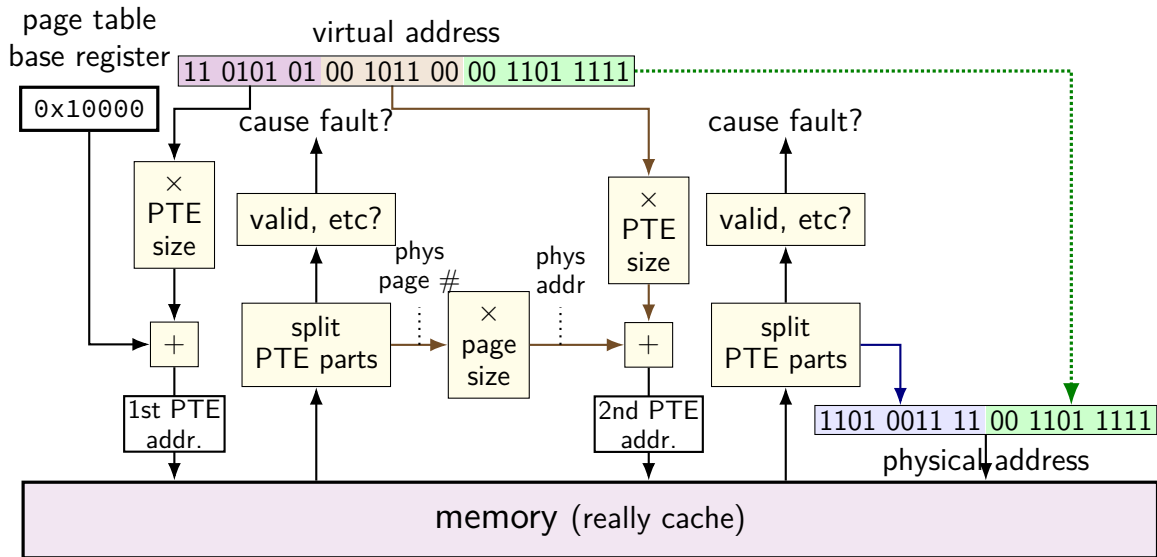 page table
base register
virtual address
11 0101 01 00 1011 00 00 1101 1111
0x10000
cause fault?
cause fault?
×
PTE
size
valid, etc?
×
PTE
size
valid, etc?
phys
page #
phys
addr
+
split
PTE parts
×
page
size
+
split
PTE parts
1st PTE
addr.
2nd PTE
addr.
1101 0011 11 00 1101 1111
physical address
memory (really cache)